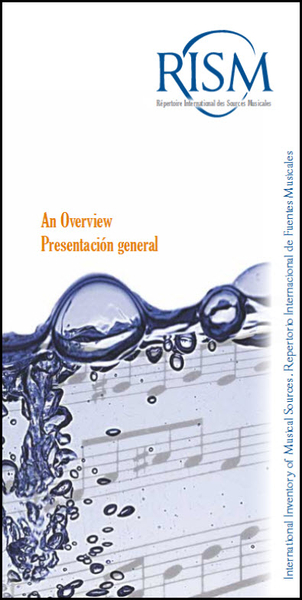 RISM
Répertoire International des Sources Musicales
An Overview
Presentación general
International Inventory of Musical Sources. Repertorio Internacional de Fuentes Musicales